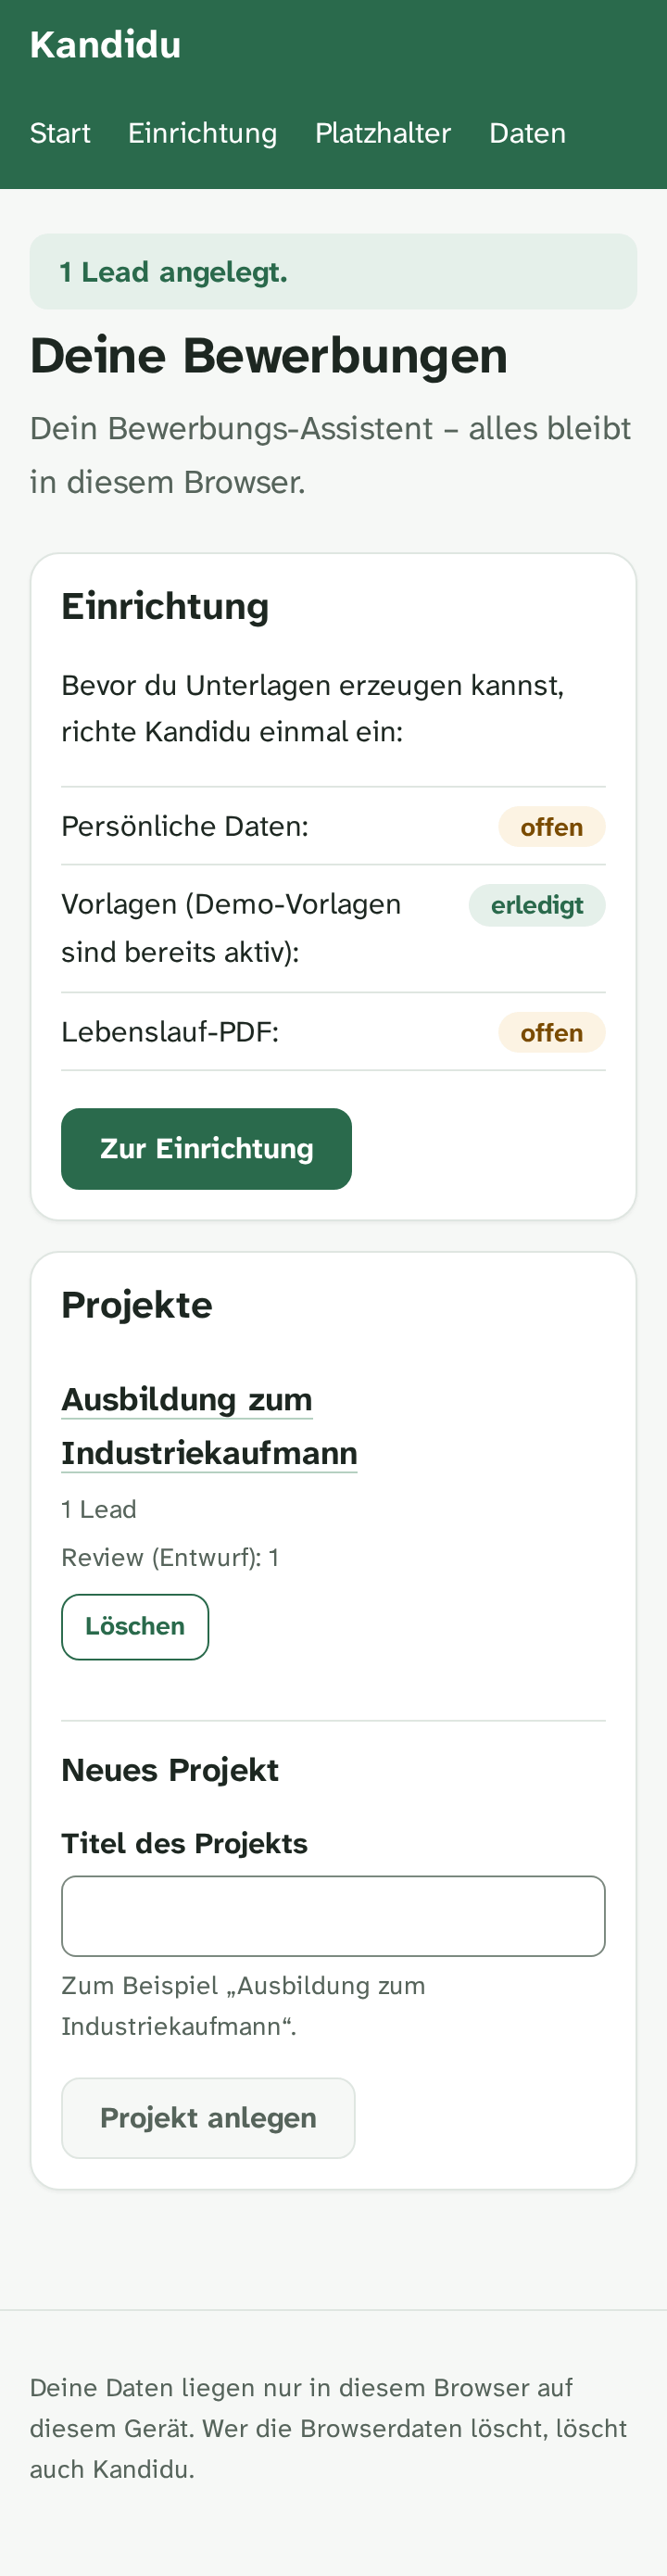 Kandidu
Start Einrichtung Platzhalter Daten
1 Lead angelegt.
Deine Bewerbungen
Dein Bewerbungs-Assistent – alles bleibt
in diesem Browser.
Einrichtung
Bevor du Unterlagen erzeugen kannst,
richte Kandidu einmal ein:
Persönliche Daten: offen
Vorlagen (Demo-Vorlagen erledigt
sind bereits aktiv):
Lebenslauf-PDF: offen
Zur Einrichtung
Projekte
Ausbildung zum
Industriekaufmann
1 Lead
Review (Entwurf): 1
Löschen
Neues Projekt
Titel des Projekts
Zum Beispiel „Ausbildung zum
Industriekaufmann“.
Projekt anlegen
Deine Daten liegen nur in diesem Browser auf
diesem Gerät. Wer die Browserdaten löscht, löscht
auch Kandidu.